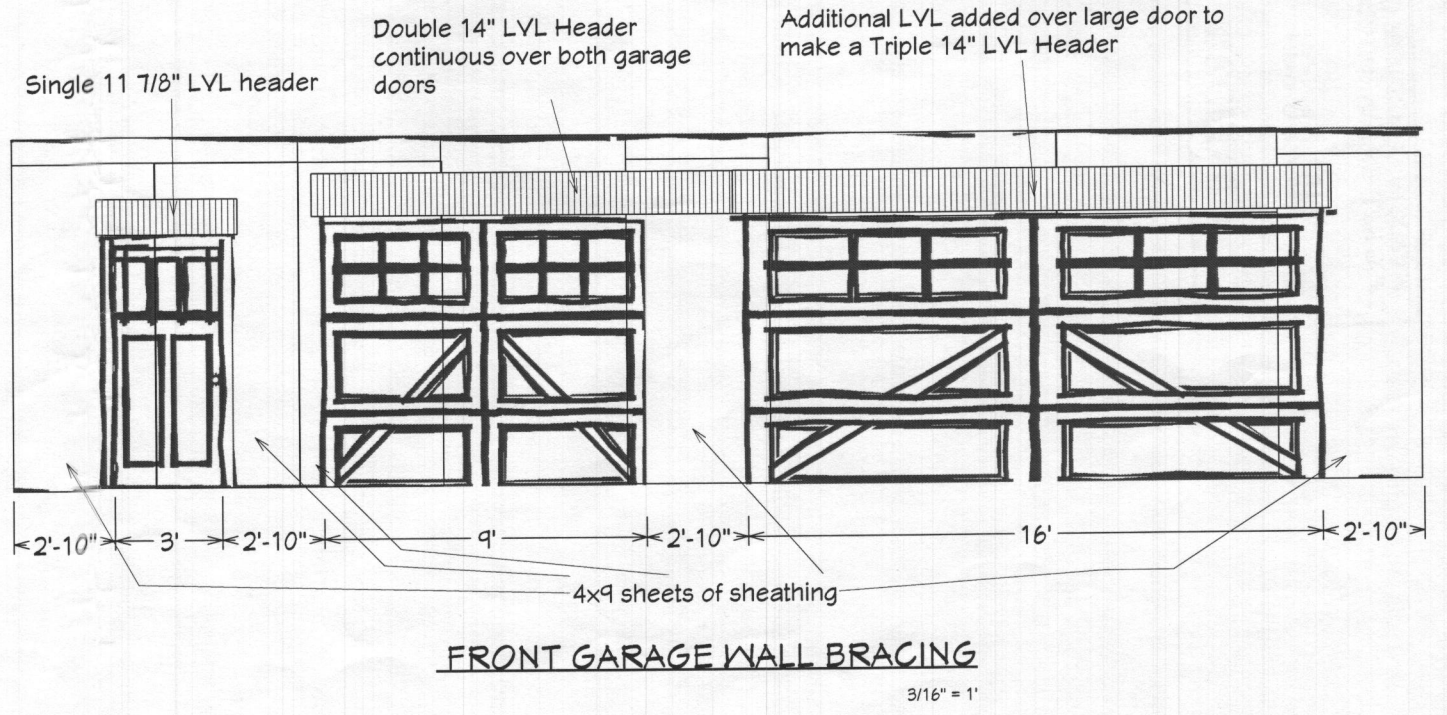 Single 11 7/8" LVL header
Double 14" LVL Header
continuous over both garage
doors
Additional LVL added over large door to
make a Triple 14" LVL Header
2'-10"
3'
2'-10"
9'
2'-10"
16'
2'-10"
4x9 sheets of sheathing
FRONT GARAGE WALL BRACING
3/16" = 1'